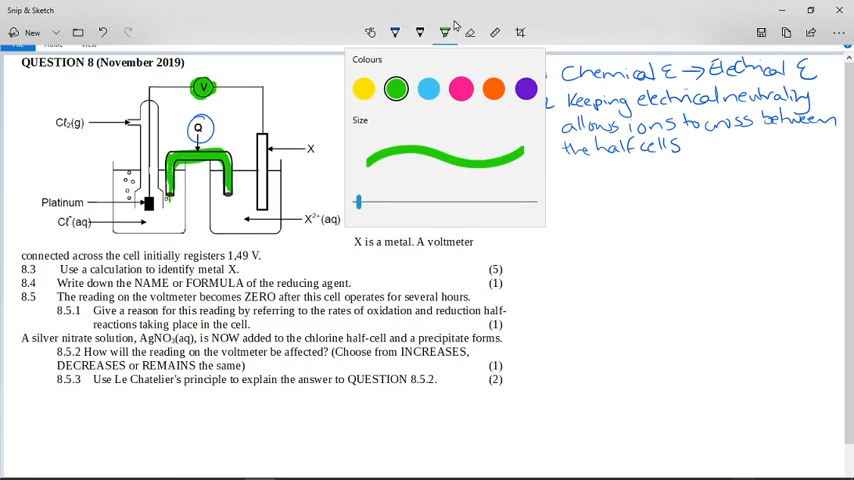 Snip & Sketch
New
Colours
Size
QUESTION 8 (November 2019)
V
Cℓ2(g)
Q
X
Platinum
Cℓ-(aq)
X2+(aq)
Chemical E → Electrical E
2 Keeping electrical neutrality
allows ions to cross between
the half cells
X is a metal. A voltmeter
connected across the cell initially registers 1,49 V.
8.3 Use a calculation to identify metal X. (5)
8.4 Write down the NAME or FORMULA of the reducing agent. (1)
8.5 The reading on the voltmeter becomes ZERO after this cell operates for several hours.
8.5.1 Give a reason for this reading by referring to the rates of oxidation and reduction half-
reactions taking place in the cell. (1)
A silver nitrate solution, AgNO3(aq), is NOW added to the chlorine half-cell and a precipitate forms.
8.5.2 How will the reading on the voltmeter be affected? (Choose from INCREASES,
DECREASES or REMAINS the same) (1)
8.5.3 Use Le Chatelier's principle to explain the answer to QUESTION 8.5.2. (2)